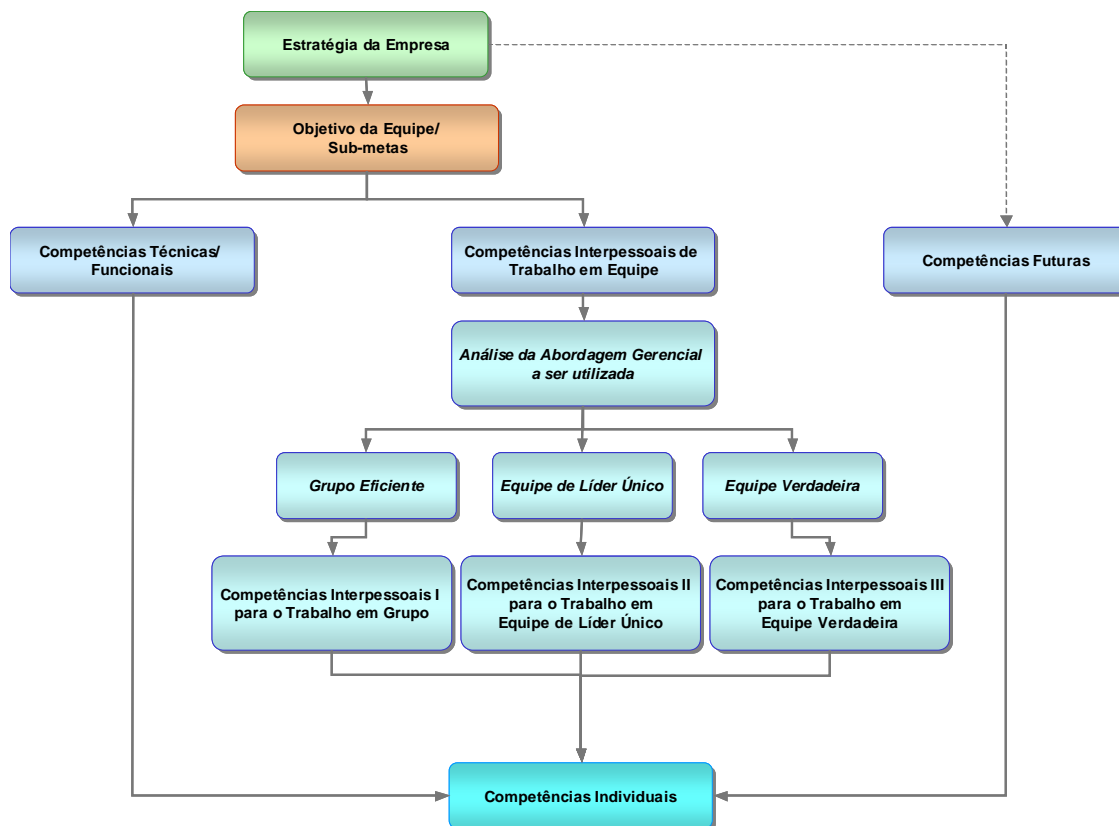 Estratégia da Empresa
Objetivo da Equipe/
Sub-metas
Competências Técnicas/
Funcionais
Competências Interpessoais de
Trabalho em Equipe
Competências Futuras
Análise da Abordagem Gerencial
a ser utilizada
Grupo Eficiente
Equipe de Líder Único
Equipe Verdadeira
Competências Interpessoais I
para o Trabalho em Grupo
Competências Interpessoais II
para o Trabalho em
Equipe de Líder Único
Competências Interpessoais III
para o Trabalho em
Equipe Verdadeira
Competências Individuais